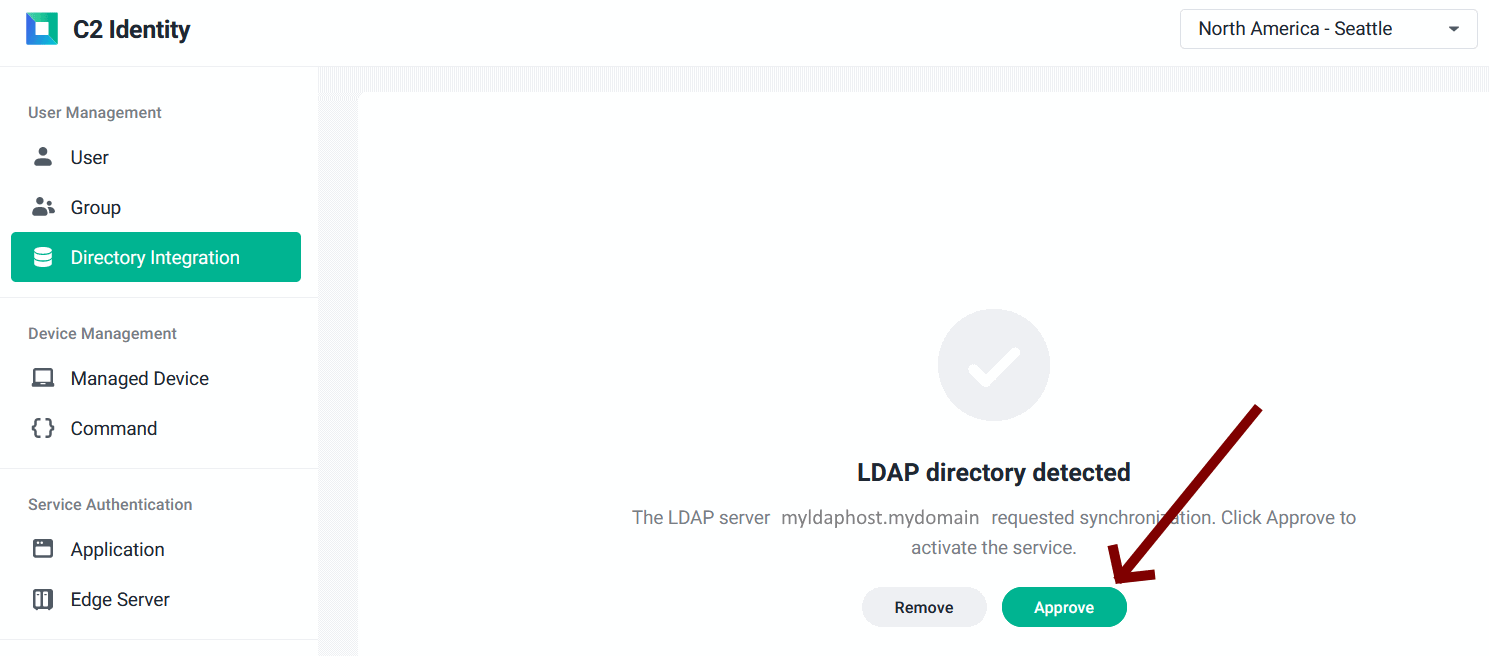 C2 Identity
North America - Seattle
User Management
User
Group
Directory Integration
Device Management
Managed Device
Command
Service Authentication
Application
Edge Server
LDAP directory detected
The LDAP server myldaphost.mydomain requested synchronization. Click Approve to
activate the service.
Remove
Approve